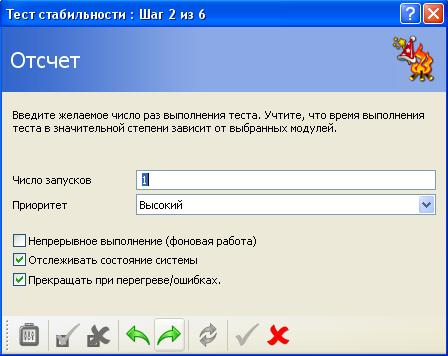 Тест стабильности : Шаг 2 из 6
Отсчет
Введите желаемое число раз выполнения теста. Учтите, что время выполнения
теста в значительной степени зависит от выбранных модулей.
Число запусков 1
Приоритет Высокий
Непрерывное выполнение (фоновая работа)
Отслеживать состояние системы
Прекращать при перегреве/ошибках.